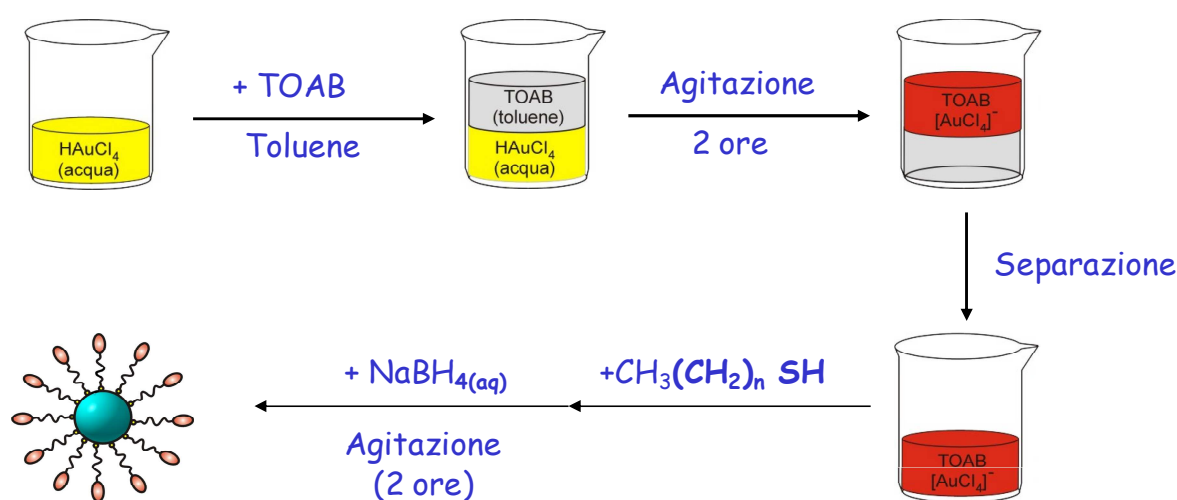 HAuCl₄
(acqua)
+ TOAB
Toluene
TOAB
(toluene)
HAuCl₄
(acqua)
Agitazione
2 ore
TOAB
[AuCl₄]⁻
Separazione
TOAB
[AuCl₄]⁻
+CH₃(CH₂)ₙ SH
+ NaBH₄₍ₐq₎
Agitazione
(2 ore)